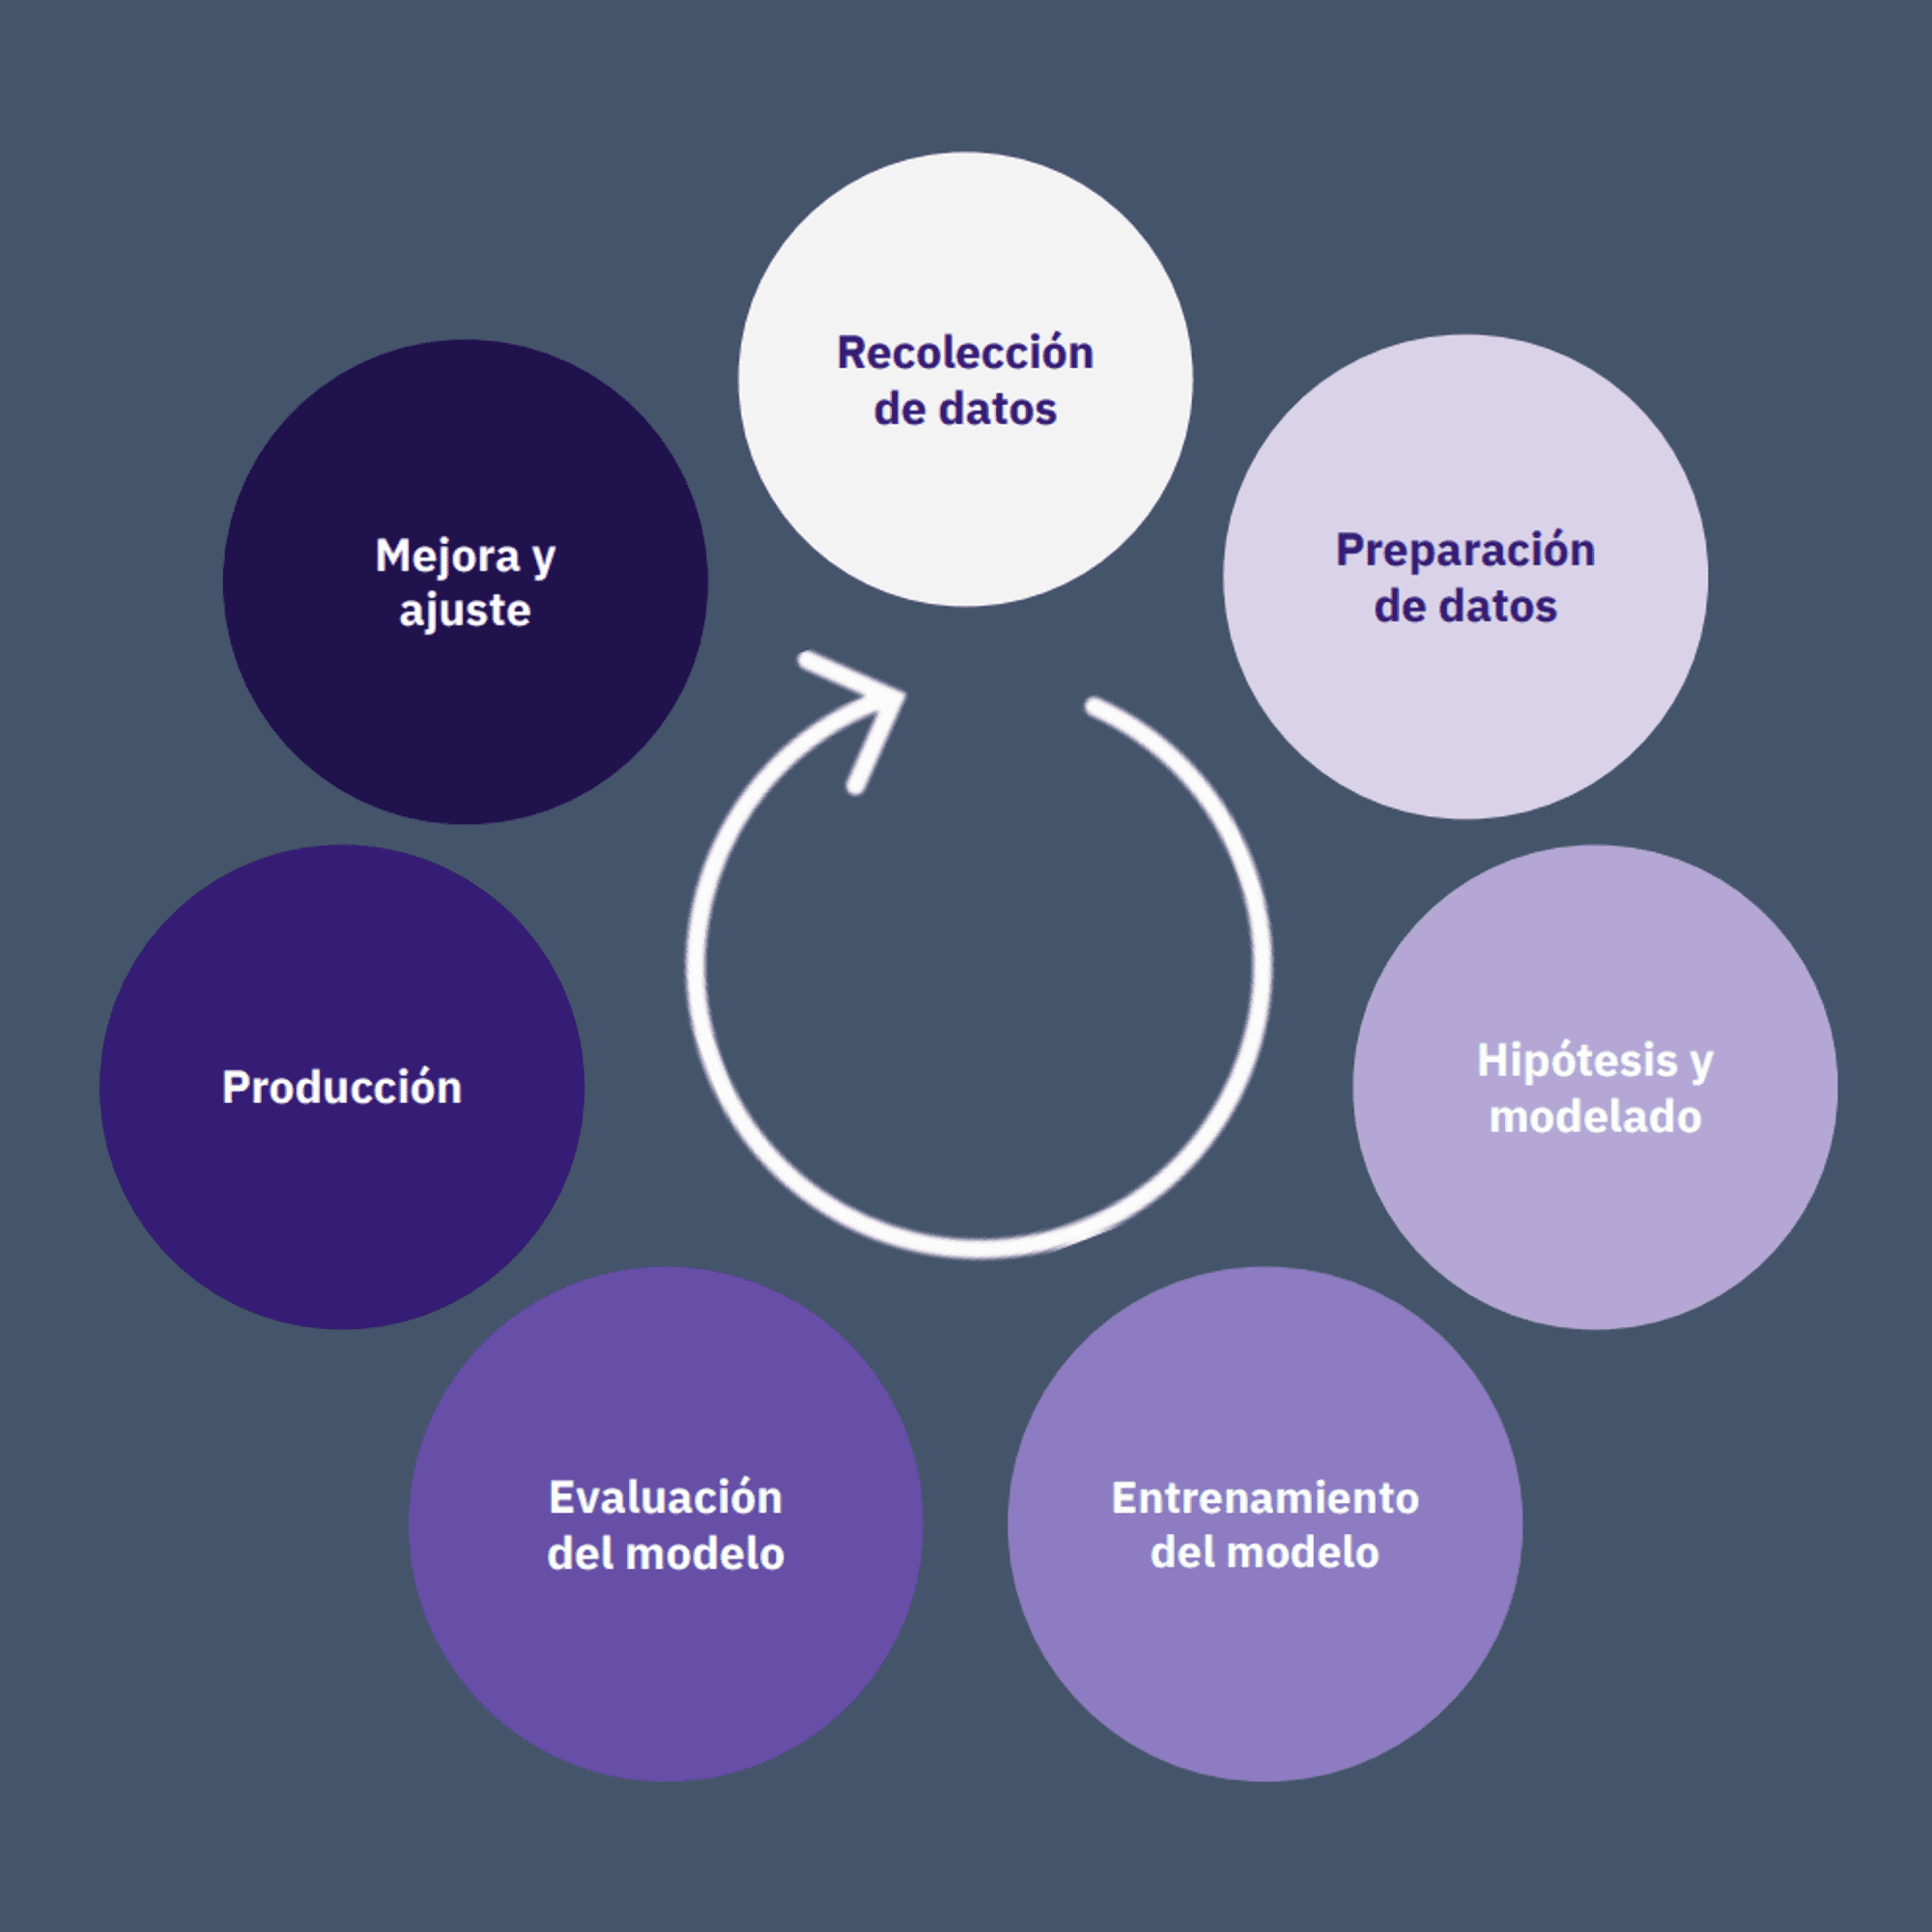 Recolección
de datos
Preparación
de datos
Hipótesis y
modelado
Entrenamiento
del modelo
Evaluación
del modelo
Producción
Mejora y
ajuste